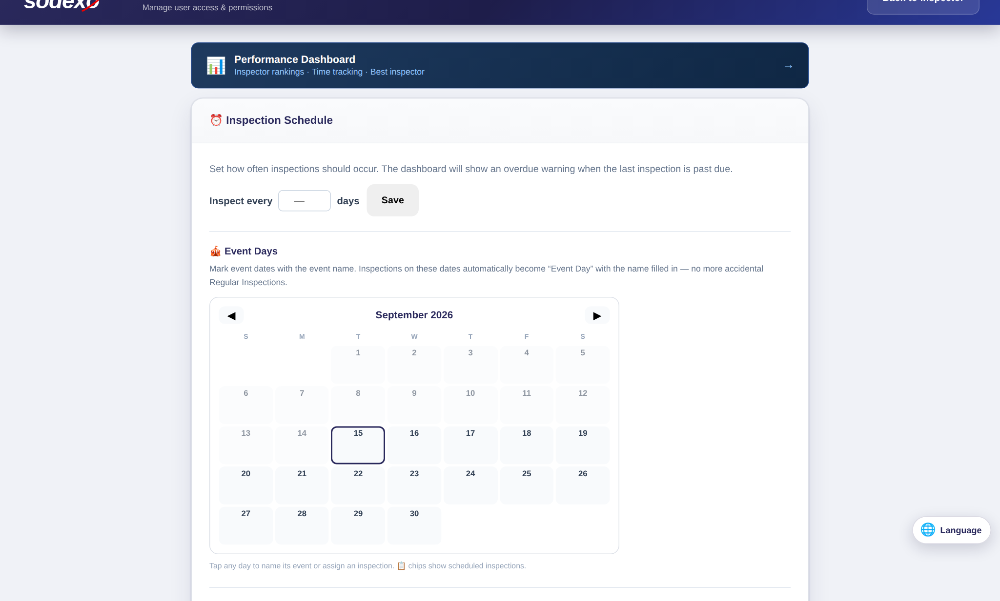 sodexo
Manage user access & permissions
Back to Inspector
Performance Dashboard
Inspector rankings · Time tracking · Best inspector
→
Inspection Schedule
Set how often inspections should occur. The dashboard will show an overdue warning when the last inspection is past due.
Inspect every — days Save
Event Days
Mark event dates with the event name. Inspections on these dates automatically become “Event Day” with the name filled in — no more accidental
Regular Inspections.
◀ September 2026 ▶
S M T W T F S
1 2 3 4 5
6 7 8 9 10 11 12
13 14 15 16 17 18 19
20 21 22 23 24 25 26
27 28 29 30
Language
Tap any day to name its event or assign an inspection. 📋 chips show scheduled inspections.